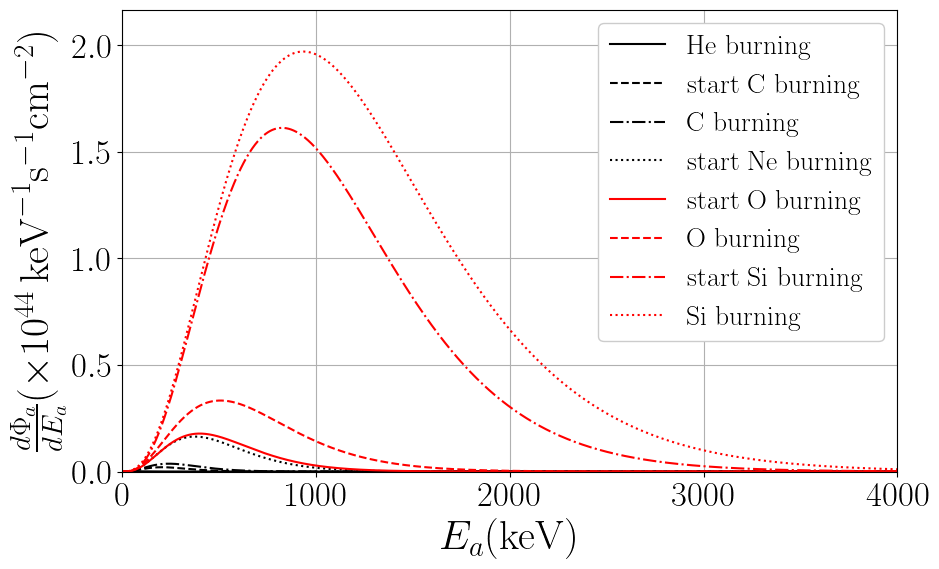 dΦ_a/dE_a (×10^44 keV^−1 s^−1 cm^−2)
2.0
1.5
1.0
0.5
0.0
0 1000 2000 3000 4000
E_a(keV)
He burning
start C burning
C burning
start Ne burning
start O burning
O burning
start Si burning
Si burning